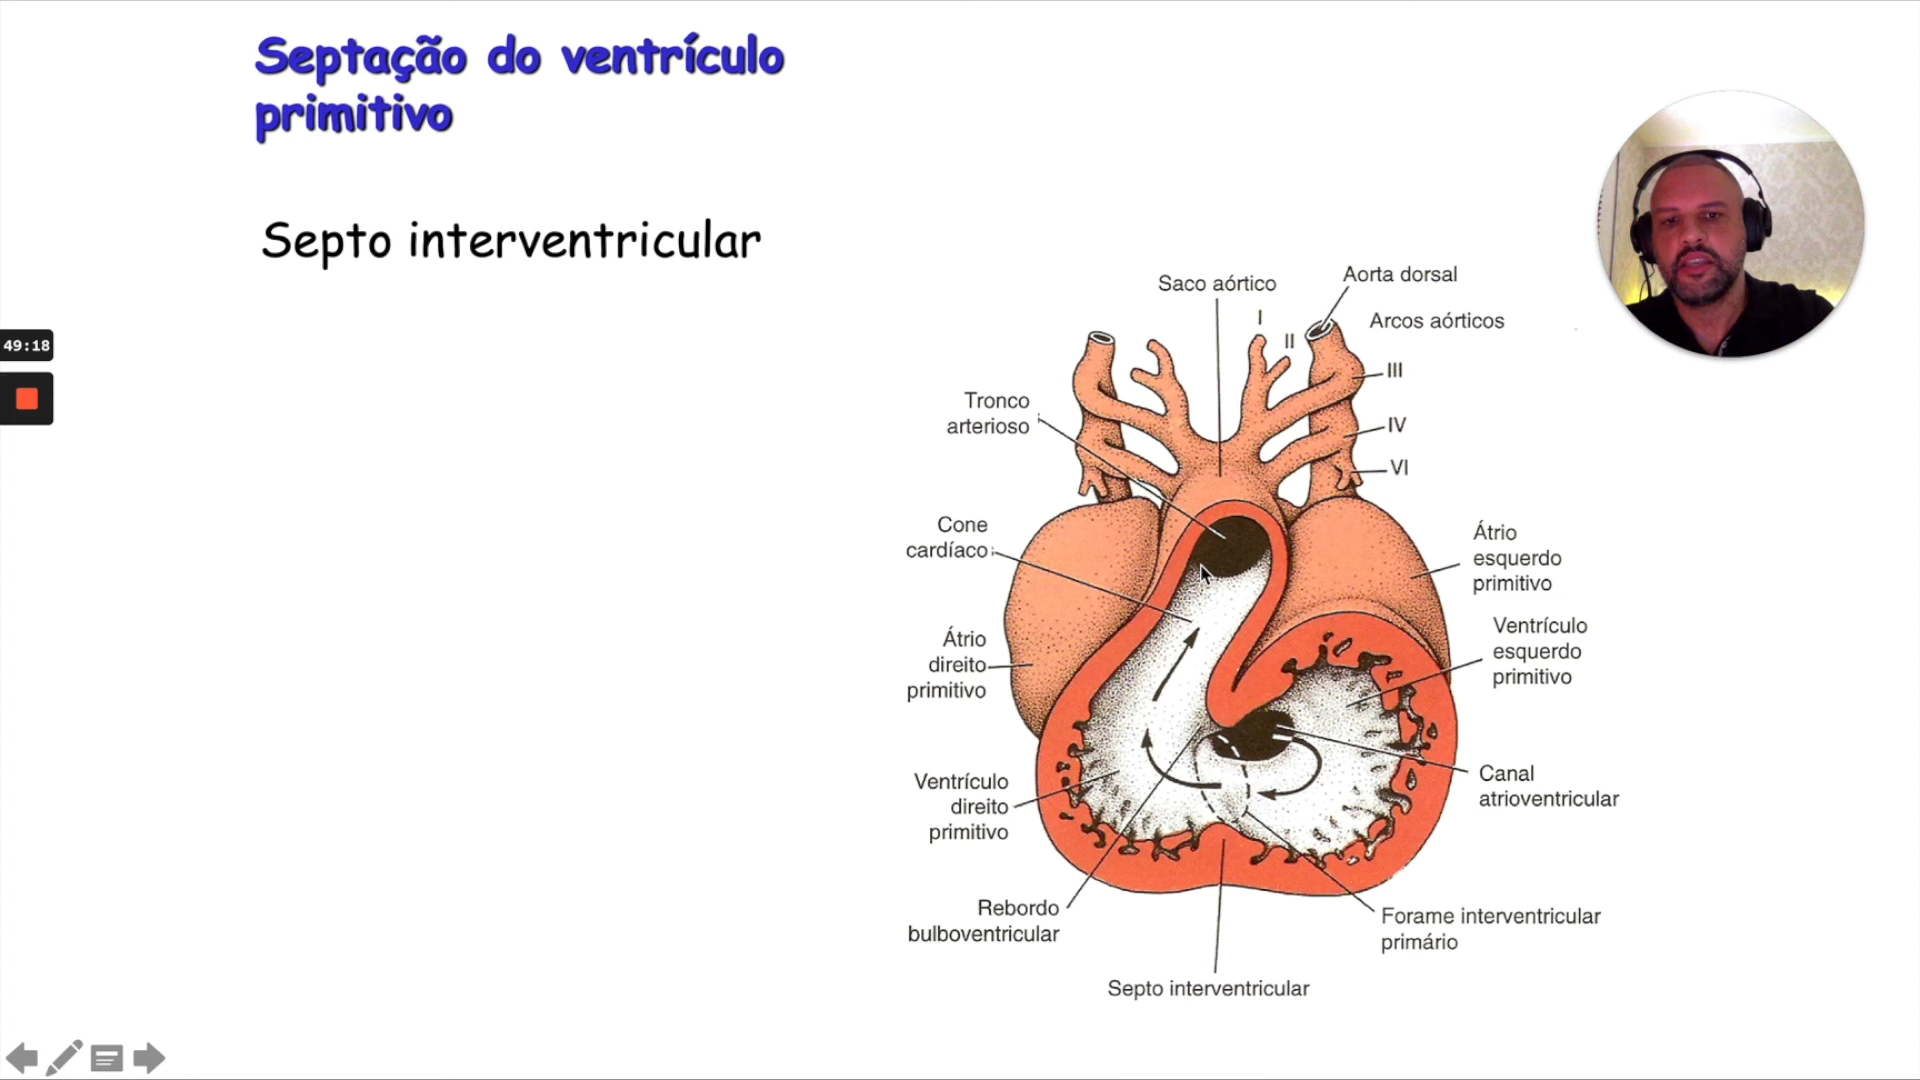 Septação do ventrículo
primitivo
Septo interventricular
49:18
Saco aórtico
Aorta dorsal
I
II
Arcos aórticos
III
IV
VI
Tronco
arterioso
Cone
cardíaco
Átrio
direito
primitivo
Ventrículo
direito
primitivo
Rebordo
bulboventricular
Septo interventricular
Átrio
esquerdo
primitivo
Ventrículo
esquerdo
primitivo
Canal
atrioventricular
Forame interventricular
primário